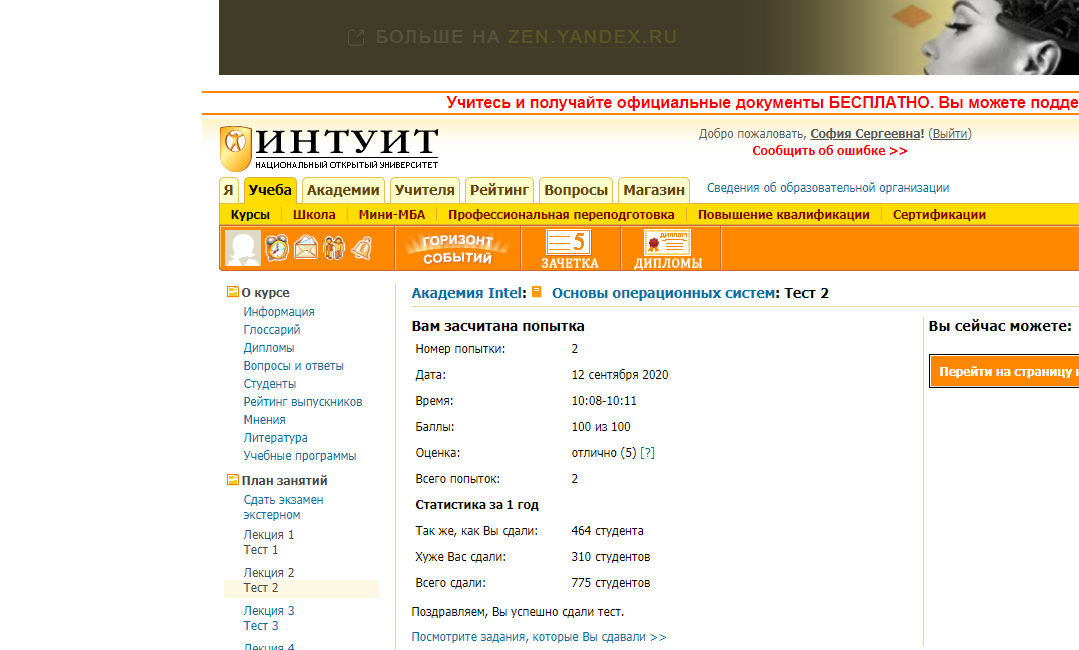 БОЛЬШЕ НА ZEN.YANDEX.RU
Учитесь и получайте официальные документы БЕСПЛАТНО. Вы можете подде
ИНТУИТ
НАЦИОНАЛЬНЫЙ ОТКРЫТЫЙ УНИВЕРСИТЕТ
Добро пожаловать, София Сергеевна! (Выйти)
Сообщить об ошибке >>
Я Учеба Академии Учителя Рейтинг Вопросы Магазин Сведения об образовательной организации
Курсы Школа Мини-МБА Профессиональная переподготовка Повышение квалификации Сертификации
ГОРИЗОНТ
СОБЫТИЙ
5
ЗАЧЕТКА
ДИПЛОМ
ДИПЛОМЫ
О курсе
Информация
Глоссарий
Дипломы
Вопросы и ответы
Студенты
Рейтинг выпускников
Мнения
Литература
Учебные программы
План занятий
Сдать экзамен
экстерном
Лекция 1
Тест 1
Лекция 2
Тест 2
Лекция 3
Тест 3
Лекция 4
Академия Intel: Основы операционных систем: Тест 2
Вам засчитана попытка
Номер попытки: 2
Дата: 12 сентября 2020
Время: 10:08-10:11
Баллы: 100 из 100
Оценка: отлично (5) [?]
Всего попыток: 2
Статистика за 1 год
Так же, как Вы сдали: 464 студента
Хуже Вас сдали: 310 студентов
Всего сдали: 775 студентов
Поздравляем, Вы успешно сдали тест.
Посмотрите задания, которые Вы сдавали >>
Вы сейчас можете:
Перейти на страницу